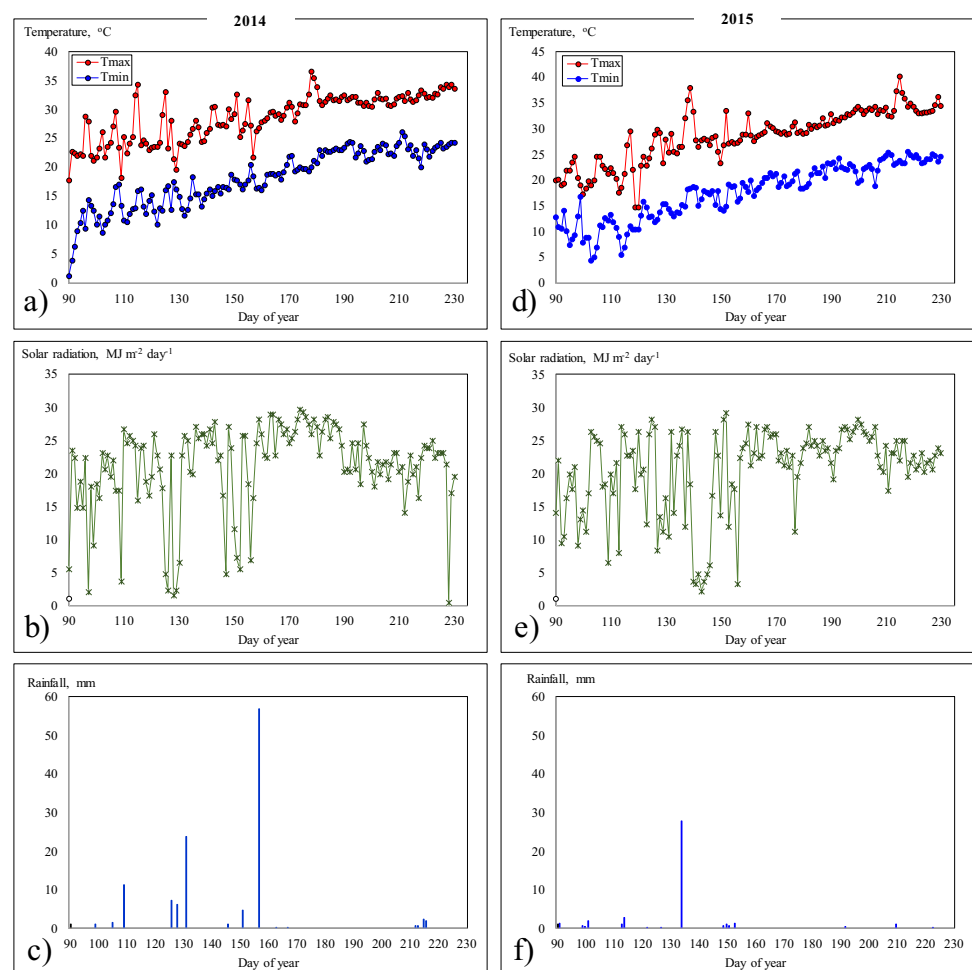 2014
Temperature, °C
Tmax
Tmin
40
35
30
25
20
15
10
5
0
90 110 130 150 170 190 210 230
Day of year
a)
Solar radiation, MJ m-2 day-1
35
30
25
20
15
10
5
0
90 110 130 150 170 190 210 230
Day of year
b)
Rainfall, mm
60
50
40
30
20
10
0
90 100 110 120 130 140 150 160 170 180 190 200 210 220 230
Day of year
c)
2015
Temperature, °C
Tmax
Tmin
45
40
35
30
25
20
15
10
5
0
90 110 130 150 170 190 210 230
Day of year
d)
Solar radiation, MJ m-2 day-1
35
30
25
20
15
10
5
0
90 110 130 150 170 190 210 230
Day of year
e)
Rainfall, mm
60
50
40
30
20
10
0
90 100 110 120 130 140 150 160 170 180 190 200 210 220 230
Day of year
f)